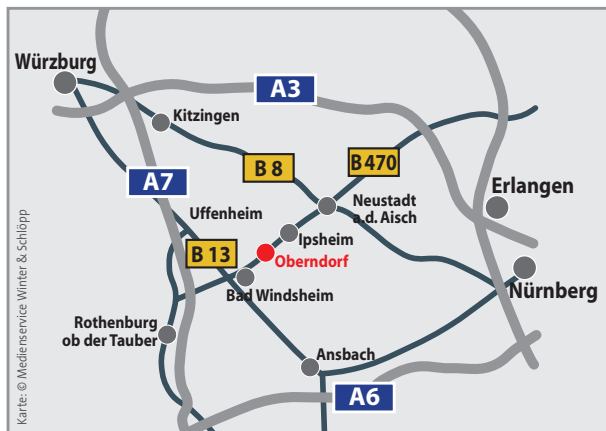 Würzburg
A3
Kitzingen
B 8
B 470
A7
Erlangen
Neustadt
a.d. Aisch
Uffenheim
Ipsheim
B 13
Oberndorf
Nürnberg
Bad Windsheim
Rothenburg
ob der Tauber
Ansbach
A6
Karte: © Medienservice Winter & Schlöpp